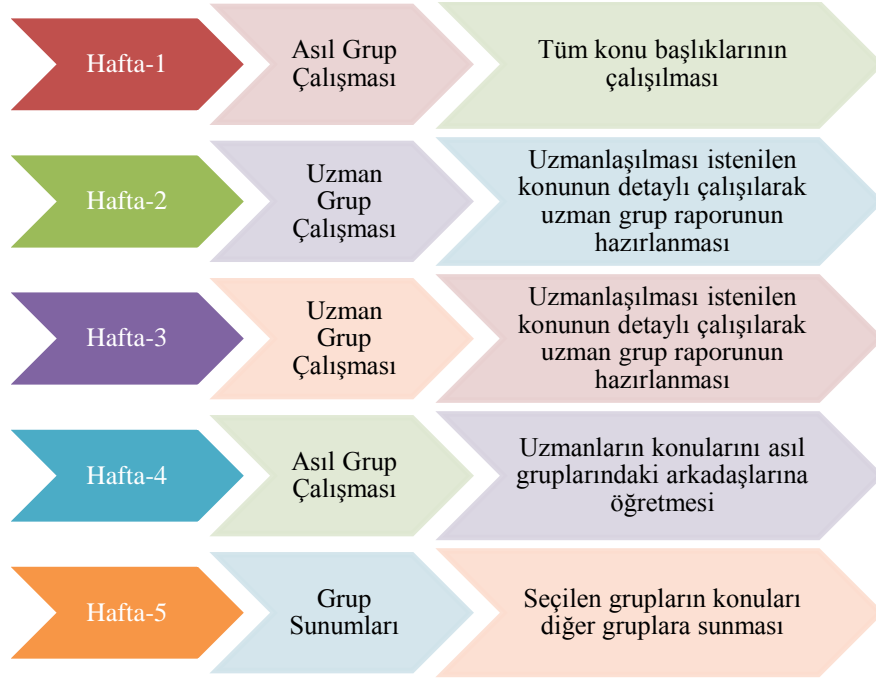 Hafta-1
Asıl Grup
Çalışması
Tüm konu başlıklarının
çalışılması
Hafta-2
Uzman
Grup
Çalışması
Uzmanlaşılması istenilen
konunun detaylı çalışılarak
uzman grup raporunun
hazırlanması
Hafta-3
Uzman
Grup
Çalışması
Uzmanlaşılması istenilen
konunun detaylı çalışılarak
uzman grup raporunun
hazırlanması
Hafta-4
Asıl Grup
Çalışması
Uzmanların konularını asıl
gruplarındaki arkadaşlarına
öğretmesi
Hafta-5
Grup
Sunumları
Seçilen grupların konuları
diğer gruplara sunması